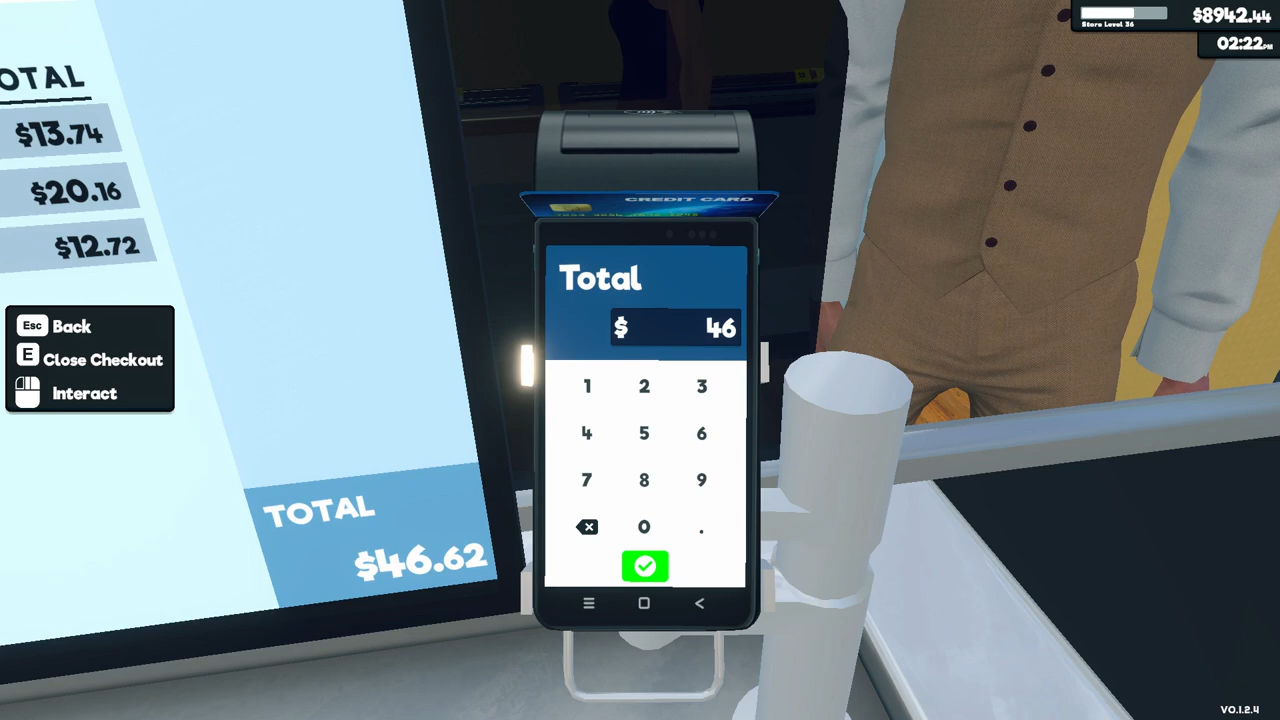 $8942.44
Store Level 36
02:22PM
OTAL
$13.74
$20.16
$12.72
Esc Back
E Close Checkout
Interact
TOTAL
$46.62
CREDIT CARD
Total
$ 46
1 2 3
4 5 6
7 8 9
0 .
V0.1.2.4